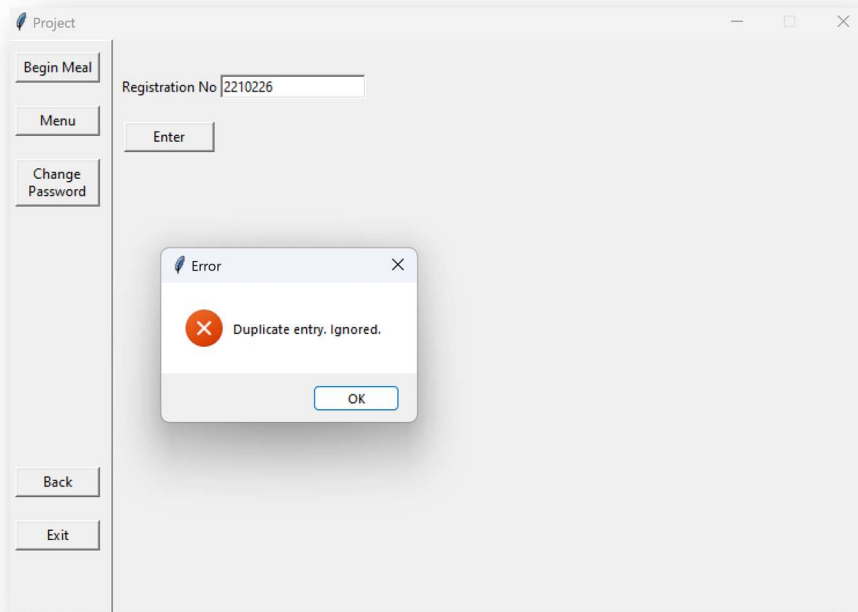 Project
Begin Meal
Menu
Change
Password
Back
Exit
Registration No 2210226
Enter
Error
Duplicate entry. Ignored.
OK